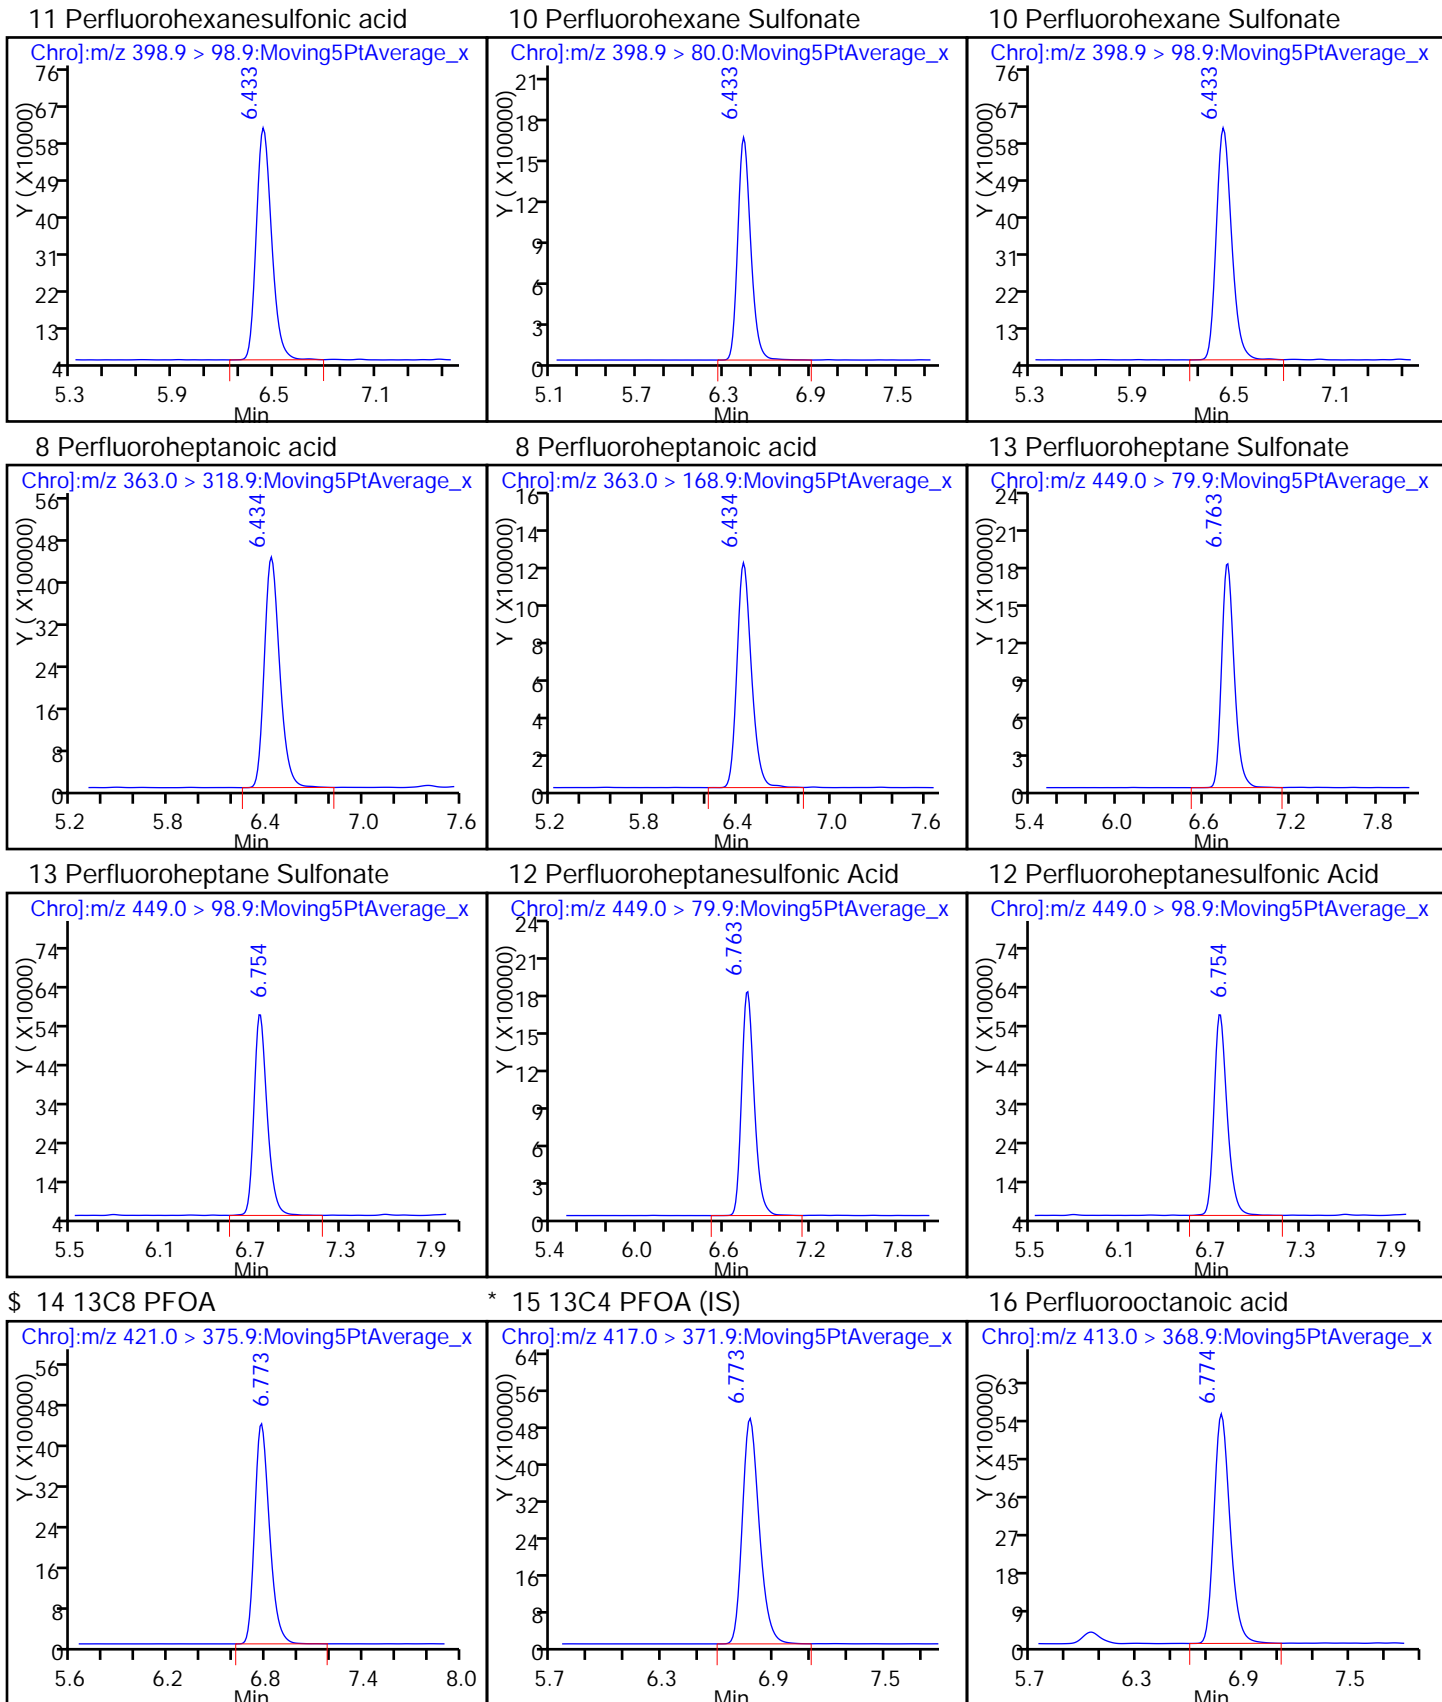 11 Perfluorohexanesulfonic acid
Chro]:m/z 398.9 > 98.9:Moving5PtAverage_x
6.433
Y ( X10000)
76
67
58
49
40
31
22
13
4
5.3 5.9 6.5 7.1
Min
10 Perfluorohexane Sulfonate
Chro]:m/z 398.9 > 80.0:Moving5PtAverage_x
6.433
Y ( X100000)
21
18
15
12
9
6
3
0
5.1 5.7 6.3 6.9 7.5
Min
10 Perfluorohexane Sulfonate
Chro]:m/z 398.9 > 98.9:Moving5PtAverage_x
6.433
Y ( X10000)
76
67
58
49
40
31
22
13
4
5.3 5.9 6.5 7.1
Min
8 Perfluoroheptanoic acid
Chro]:m/z 363.0 > 318.9:Moving5PtAverage_x
6.434
Y ( X100000)
56
48
40
32
24
16
8
0
5.2 5.8 6.4 7.0 7.6
Min
8 Perfluoroheptanoic acid
Chro]:m/z 363.0 > 168.9:Moving5PtAverage_x
6.434
Y ( X100000)
16
14
12
10
8
6
4
2
0
5.2 5.8 6.4 7.0 7.6
Min
13 Perfluoroheptane Sulfonate
Chro]:m/z 449.0 > 79.9:Moving5PtAverage_x
6.763
Y ( X100000)
24
21
18
15
12
9
6
3
0
5.4 6.0 6.6 7.2 7.8
Min
13 Perfluoroheptane Sulfonate
Chro]:m/z 449.0 > 98.9:Moving5PtAverage_x
6.754
Y ( X10000)
74
64
54
44
34
24
14
4
5.5 6.1 6.7 7.3 7.9
Min
12 Perfluoroheptanesulfonic Acid
Chro]:m/z 449.0 > 79.9:Moving5PtAverage_x
6.763
Y ( X100000)
24
21
18
15
12
9
6
3
0
5.4 6.0 6.6 7.2 7.8
Min
12 Perfluoroheptanesulfonic Acid
Chro]:m/z 449.0 > 98.9:Moving5PtAverage_x
6.754
Y ( X10000)
74
64
54
44
34
24
14
4
5.5 6.1 6.7 7.3 7.9
Min
$ 14 13C8 PFOA
Chro]:m/z 421.0 > 375.9:Moving5PtAverage_x
6.773
Y ( X100000)
56
48
40
32
24
16
8
0
5.6 6.2 6.8 7.4 8.0
Min
* 15 13C4 PFOA (IS)
Chro]:m/z 417.0 > 371.9:Moving5PtAverage_x
6.773
Y ( X100000)
64
56
48
40
32
24
16
8
0
5.7 6.3 6.9 7.5
Min
16 Perfluorooctanoic acid
Chro]:m/z 413.0 > 368.9:Moving5PtAverage_x
6.774
Y ( X100000)
63
54
45
36
27
18
9
0
5.7 6.3 6.9 7.5
Min